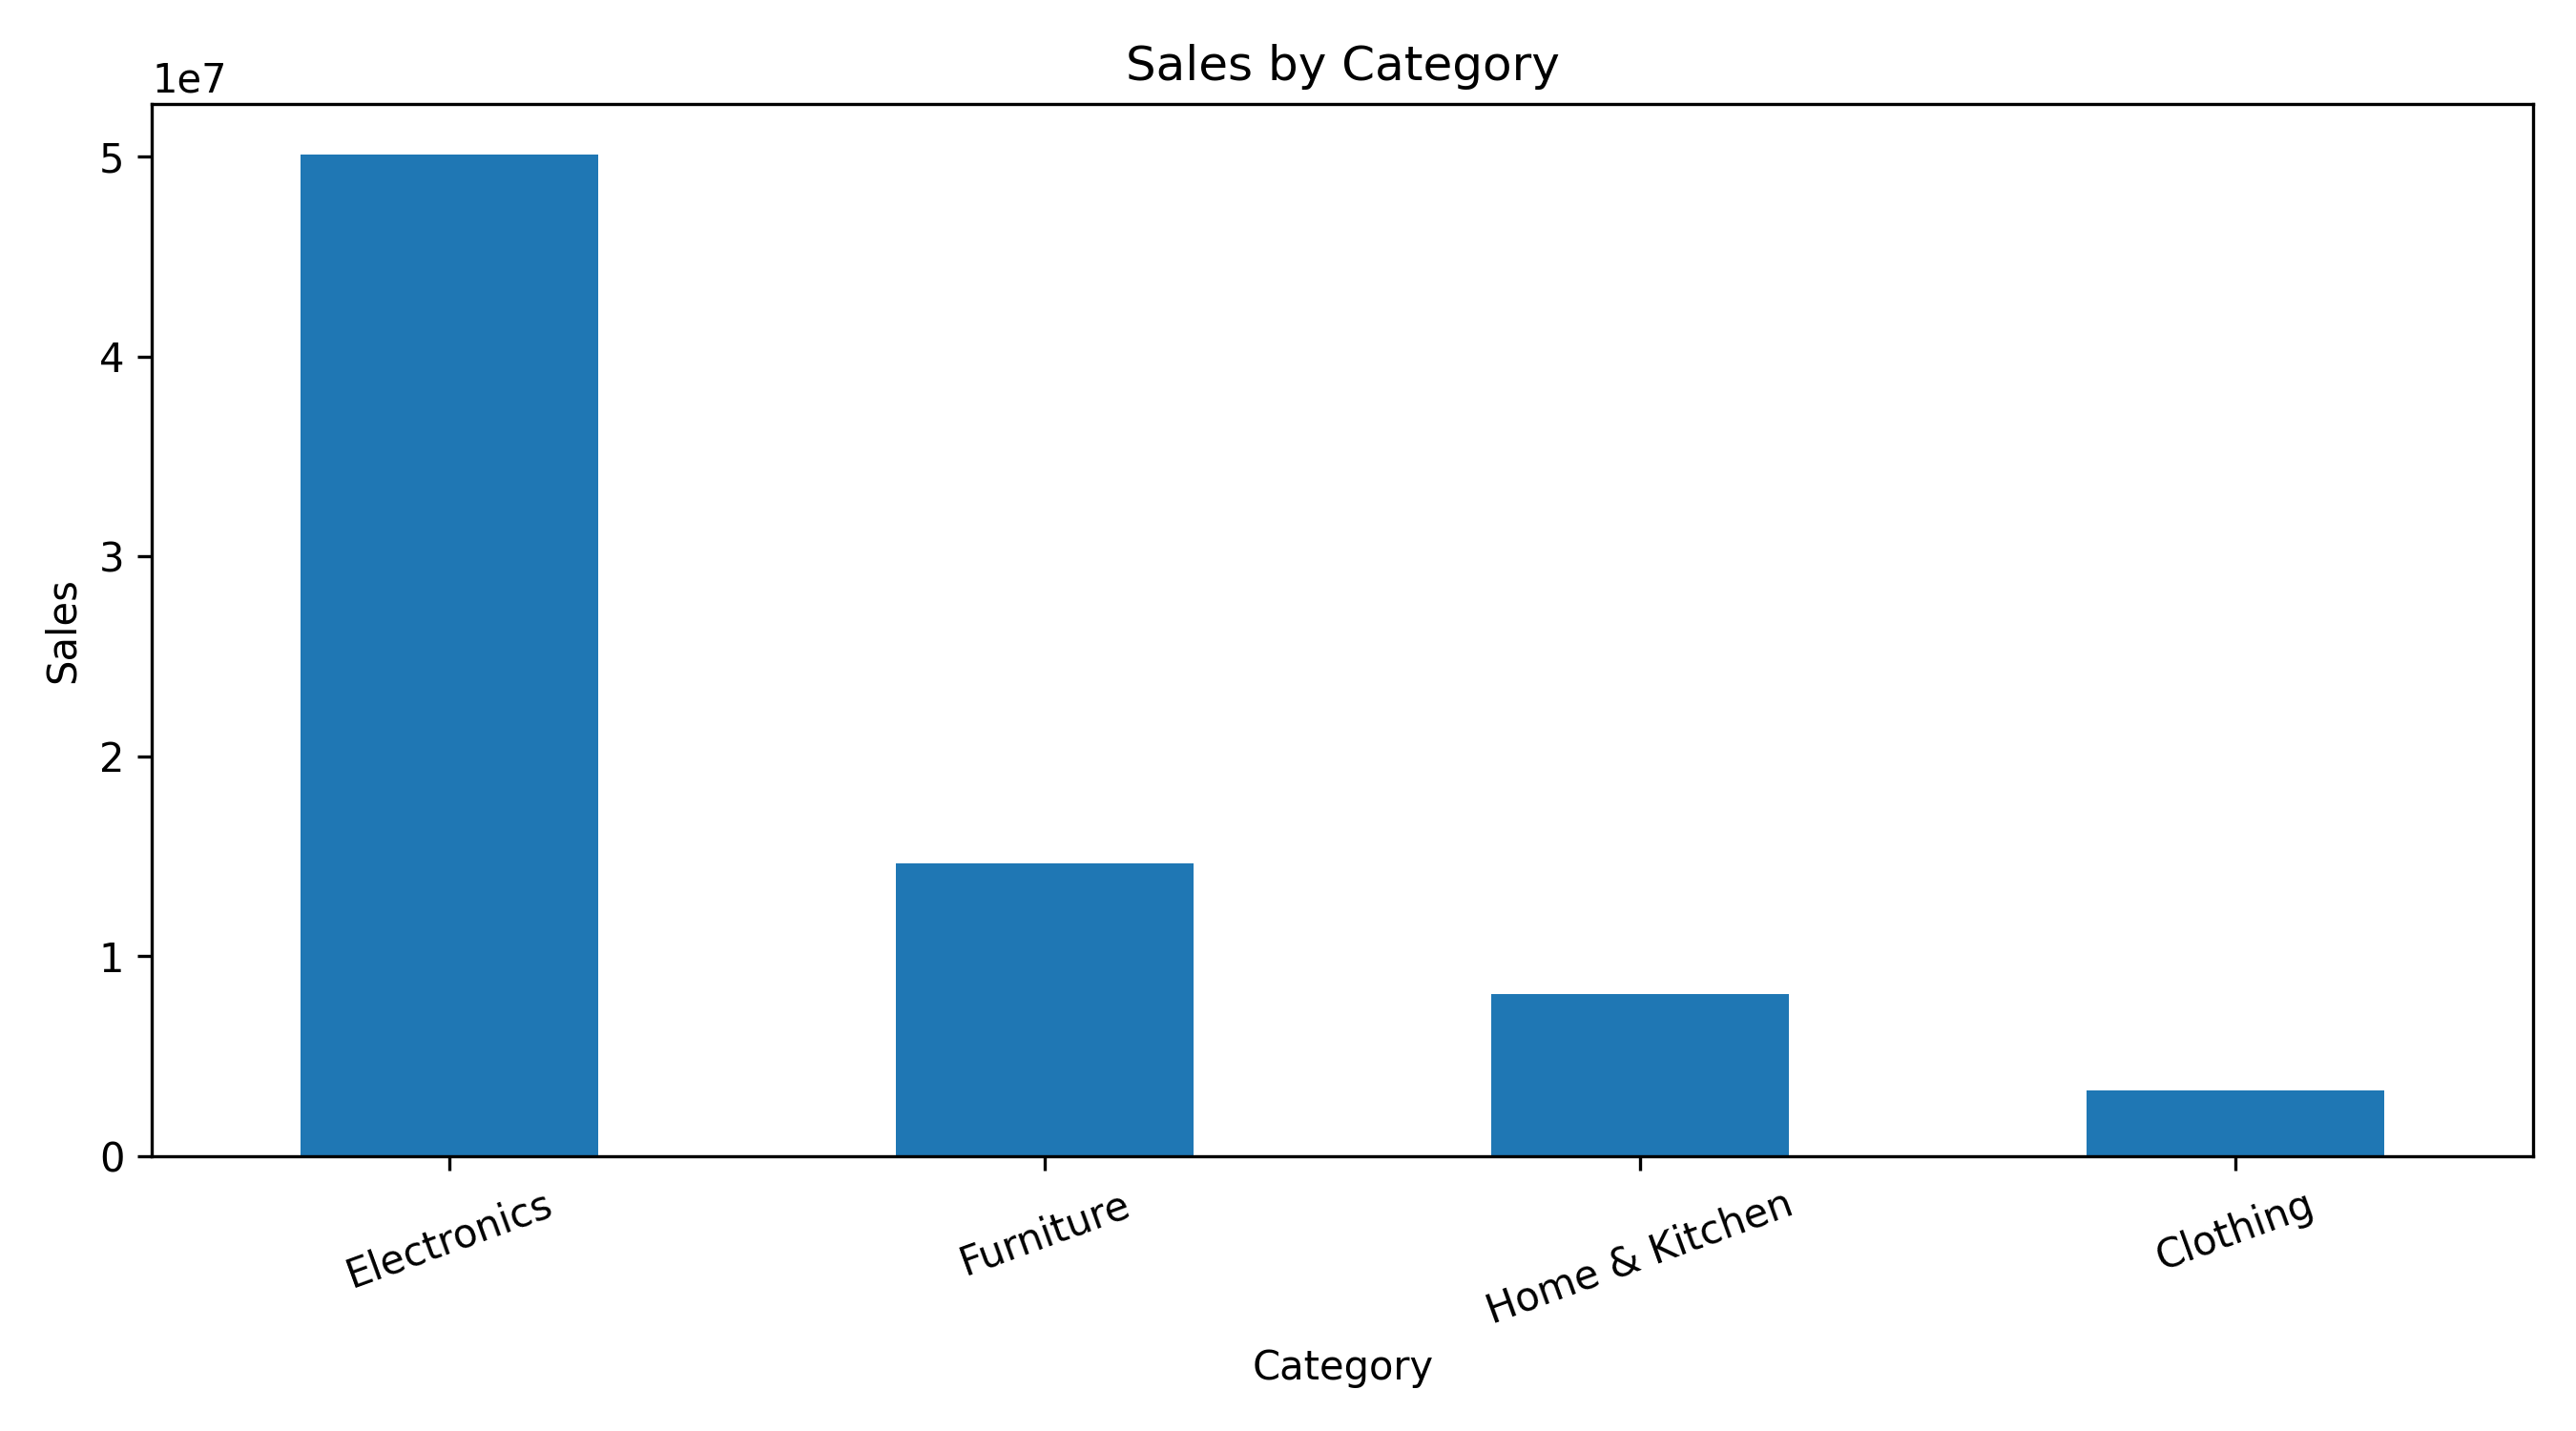 Sales by Category
1e7
5
4
3
2
1
0
Sales
Electronics
Furniture
Home & Kitchen
Clothing
Category